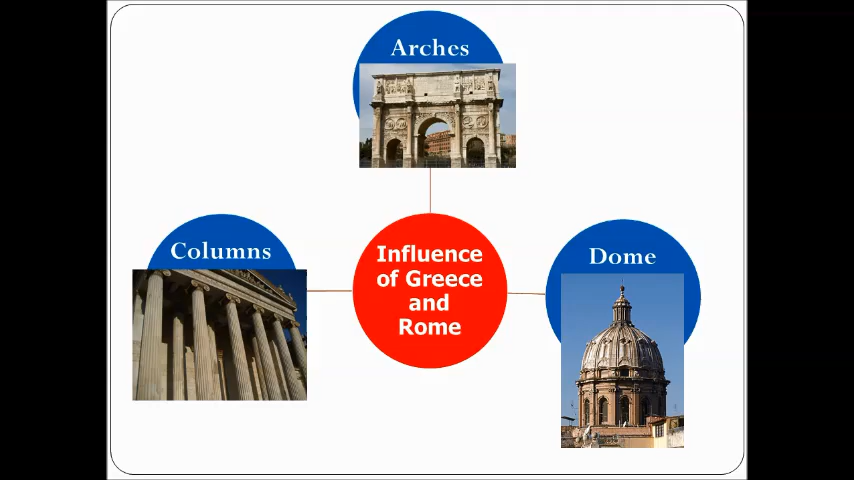 Arches
Columns
Influence
of Greece
and
Rome
Dome